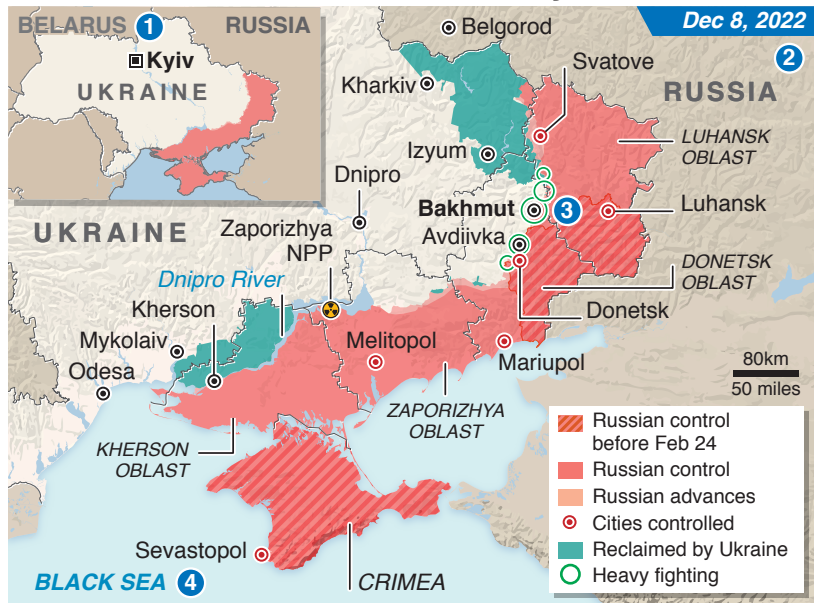 BELARUS 1 RUSSIA
Kyiv
UKRAINE
Dec 8, 2022
2
RUSSIA
Belgorod
Svatove
Kharkiv
LUHANSK
OBLAST
Izyum
Dnipro
Bakhmut 3
Luhansk
UKRAINE
Zaporizhya
NPP
Avdiivka
DONETSK
OBLAST
Dnipro River
Kherson
Donetsk
Mykolaiv
Melitopol
Mariupol
Odesa
80km
50 miles
ZAPORIZHYA
OBLAST
KHERSON
OBLAST
Russian control
before Feb 24
Russian control
Russian advances
Cities controlled
Reclaimed by Ukraine
Heavy fighting
Sevastopol
BLACK SEA 4
CRIMEA